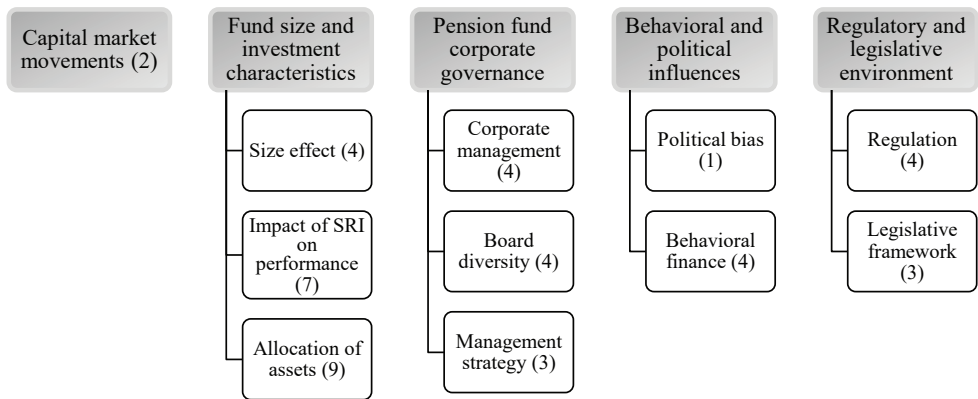 Capital market
movements (2)
Fund size and
investment
characteristics
Size effect (4)
Impact of SRI
on
performance
(7)
Allocation of
assets (9)
Pension fund
corporate
governance
Corporate
management
(4)
Board
diversity (4)
Management
strategy (3)
Behavioral and
political
influences
Political bias
(1)
Behavioral
finance (4)
Regulatory and
legislative
environment
Regulation
(4)
Legislative
framework
(3)